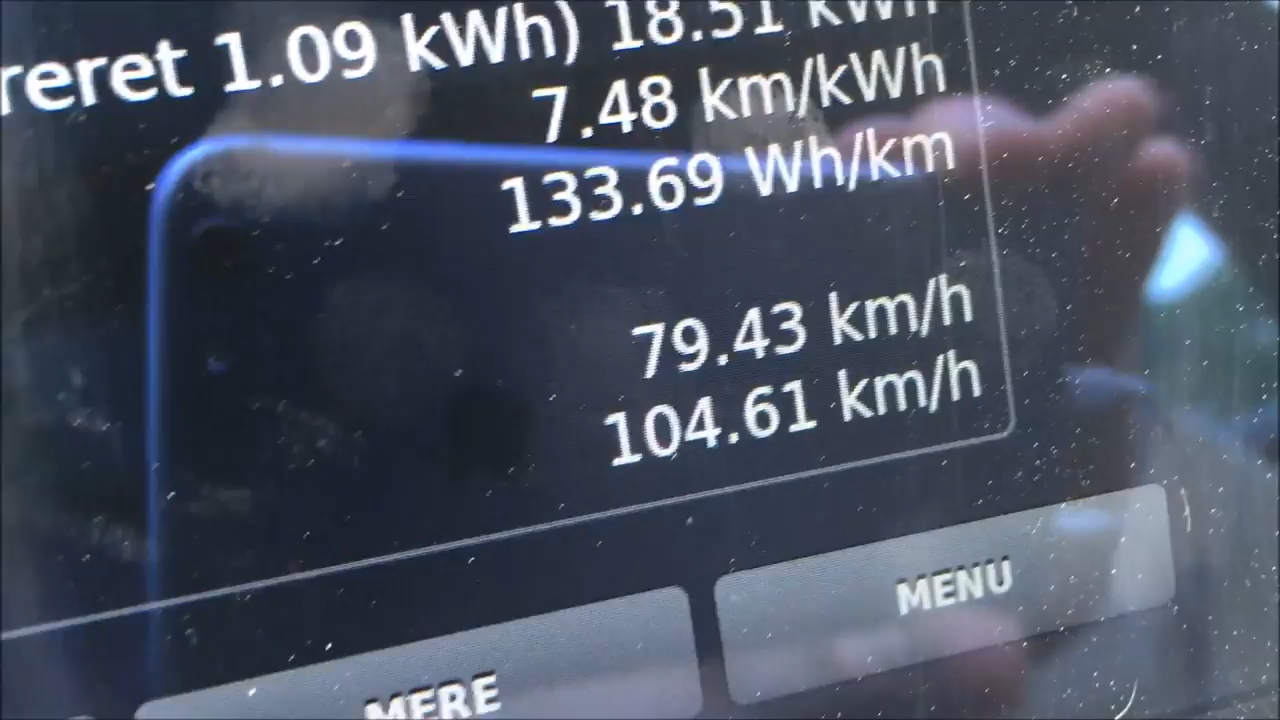 reret 1.09 kWh) 18.51 kWh
7.48 km/kWh
133.69 Wh/km
79.43 km/h
104.61 km/h
MENU
MERE